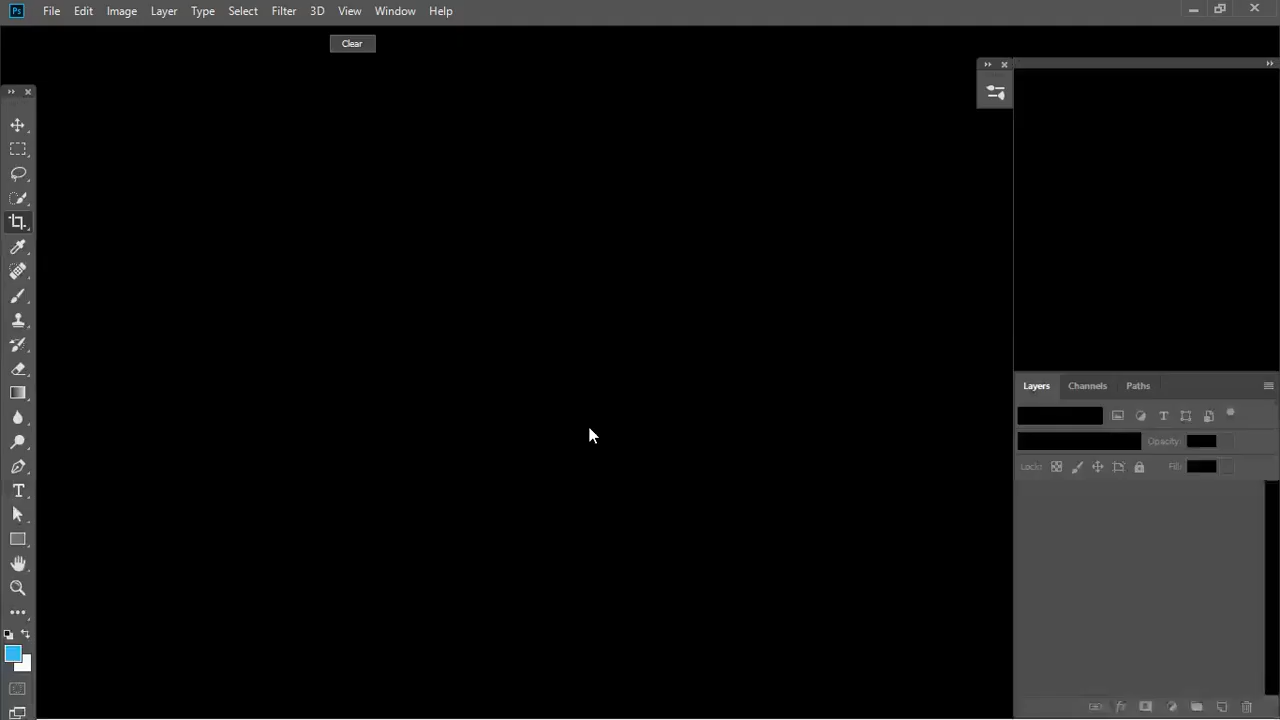 Ps File Edit Image Layer Type Select Filter 3D View Window Help
Clear
Layers Channels Paths
Opacity:
Lock: Fill: